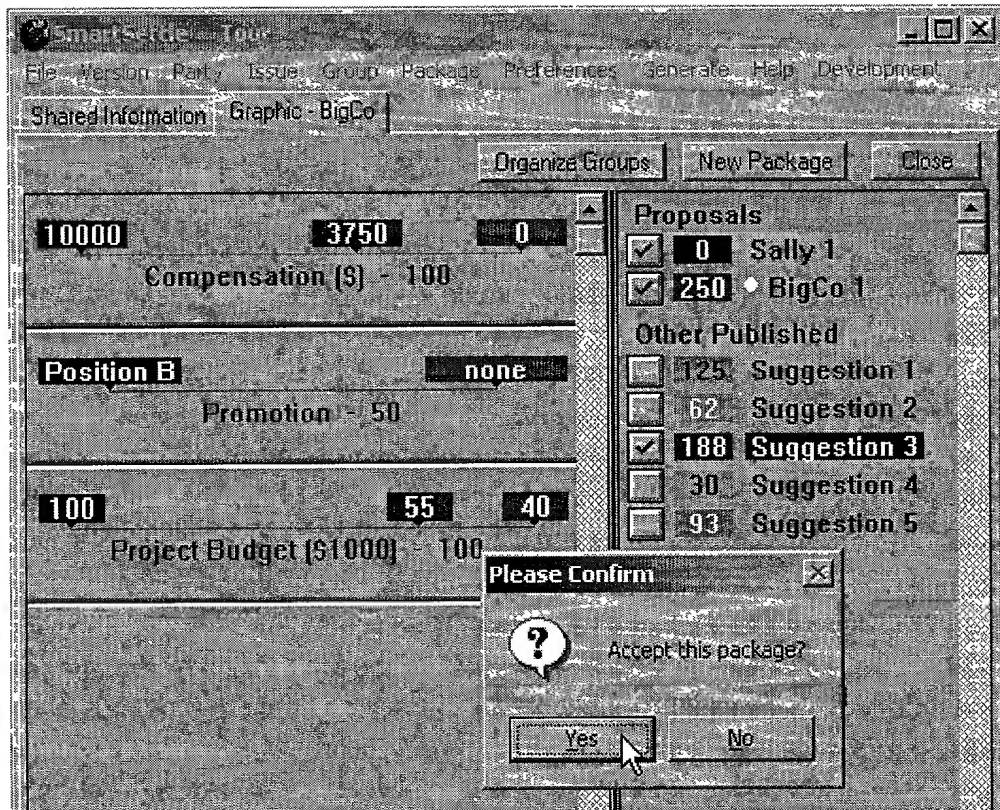 SmartSettle - Tour
File Version Party Issue Group Package Preferences Generate Help Development
Shared Information Graphic - BigCo
Organize Groups New Package Close
10000 3750 0
Compensation ($) - 100
Position B none
Promotion - 50
100 55 40
Project Budget ($1000) - 100
Proposals
0 Sally 1
250 BigCo 1
Other Published
125 Suggestion 1
62 Suggestion 2
188 Suggestion 3
30 Suggestion 4
93 Suggestion 5
Please Confirm
?
Accept this package?
Yes No